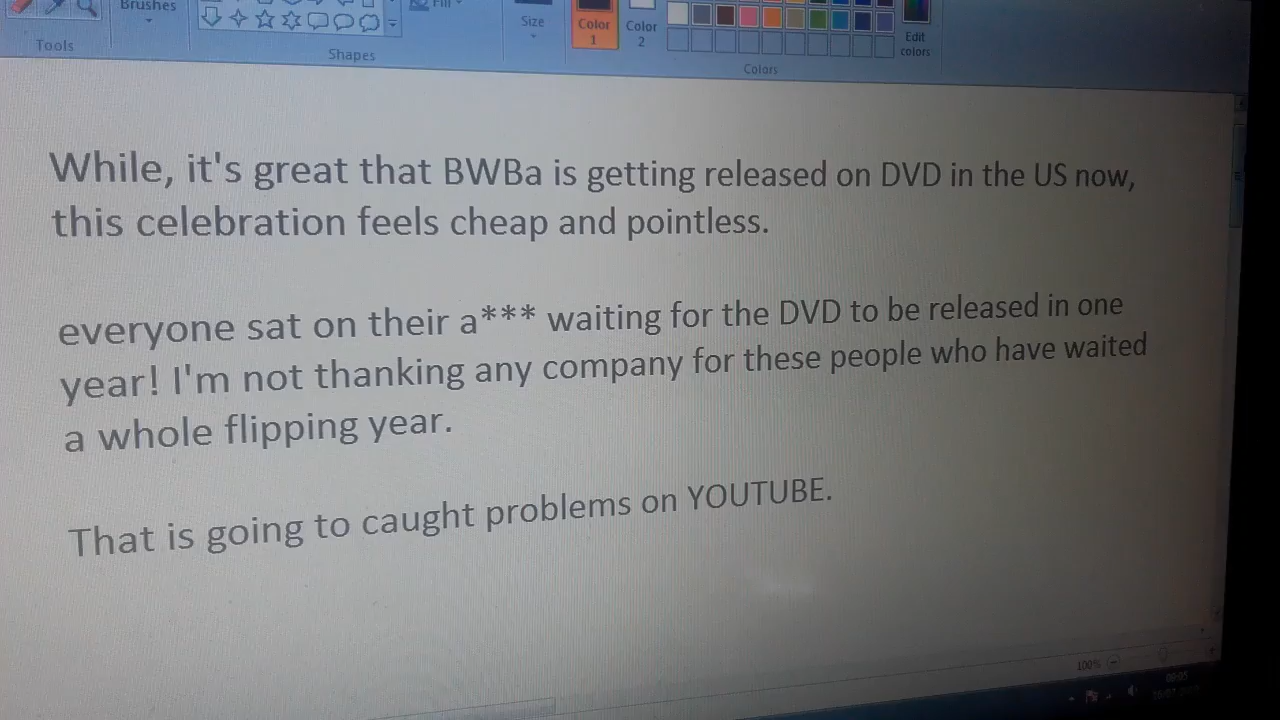 Brushes
Fill
Tools
Shapes
Size
Color
1
Color
2
Edit
colors
Colors
While, it's great that BWBa is getting released on DVD in the US now,
this celebration feels cheap and pointless.
everyone sat on their a*** waiting for the DVD to be released in one
year! I'm not thanking any company for these people who have waited
a whole flipping year.
That is going to caught problems on YOUTUBE.
100%